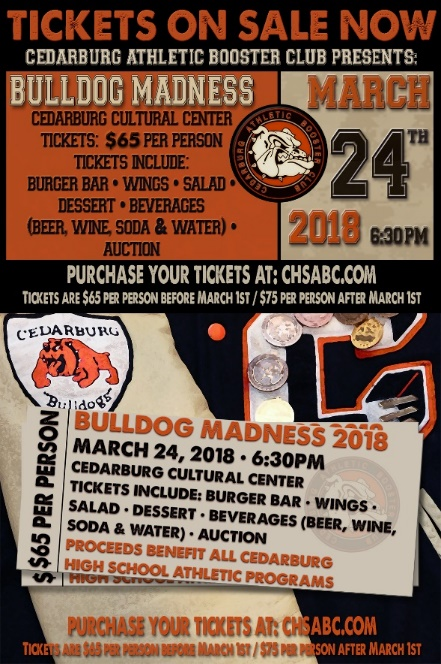 TICKETS ON SALE NOW
CEDARBURG ATHLETIC BOOSTER CLUB PRESENTS:
BULLDOG MADNESS
CEDARBURG CULTURAL CENTER
TICKETS: $65 PER PERSON
TICKETS INCLUDE:
BURGER BAR • WINGS • SALAD •
DESSERT • BEVERAGES
(BEER, WINE, SODA & WATER) •
AUCTION
CEDARBURG ATHLETIC BOOSTER CLUB
MARCH
24TH
2018 6:30PM
PURCHASE YOUR TICKETS AT: CHSABC.COM
TICKETS ARE $65 PER PERSON BEFORE MARCH 1ST / $75 PER PERSON AFTER MARCH 1ST
CEDARBURG
Bulldogs
$65 PER PERSON
BULLDOG MADNESS 2018
MARCH 24, 2018 • 6:30PM
CEDARBURG CULTURAL CENTER
TICKETS INCLUDE: BURGER BAR • WINGS •
SALAD • DESSERT • BEVERAGES (BEER, WINE,
SODA & WATER) • AUCTION
PROCEEDS BENEFIT ALL CEDARBURG
HIGH SCHOOL ATHLETIC PROGRAMS
HIGH SCHOOL ATHLETIC PROGRAMS
PURCHASE YOUR TICKETS AT: CHSABC.COM
TICKETS ARE $65 PER PERSON BEFORE MARCH 1ST / $75 PER PERSON AFTER MARCH 1ST